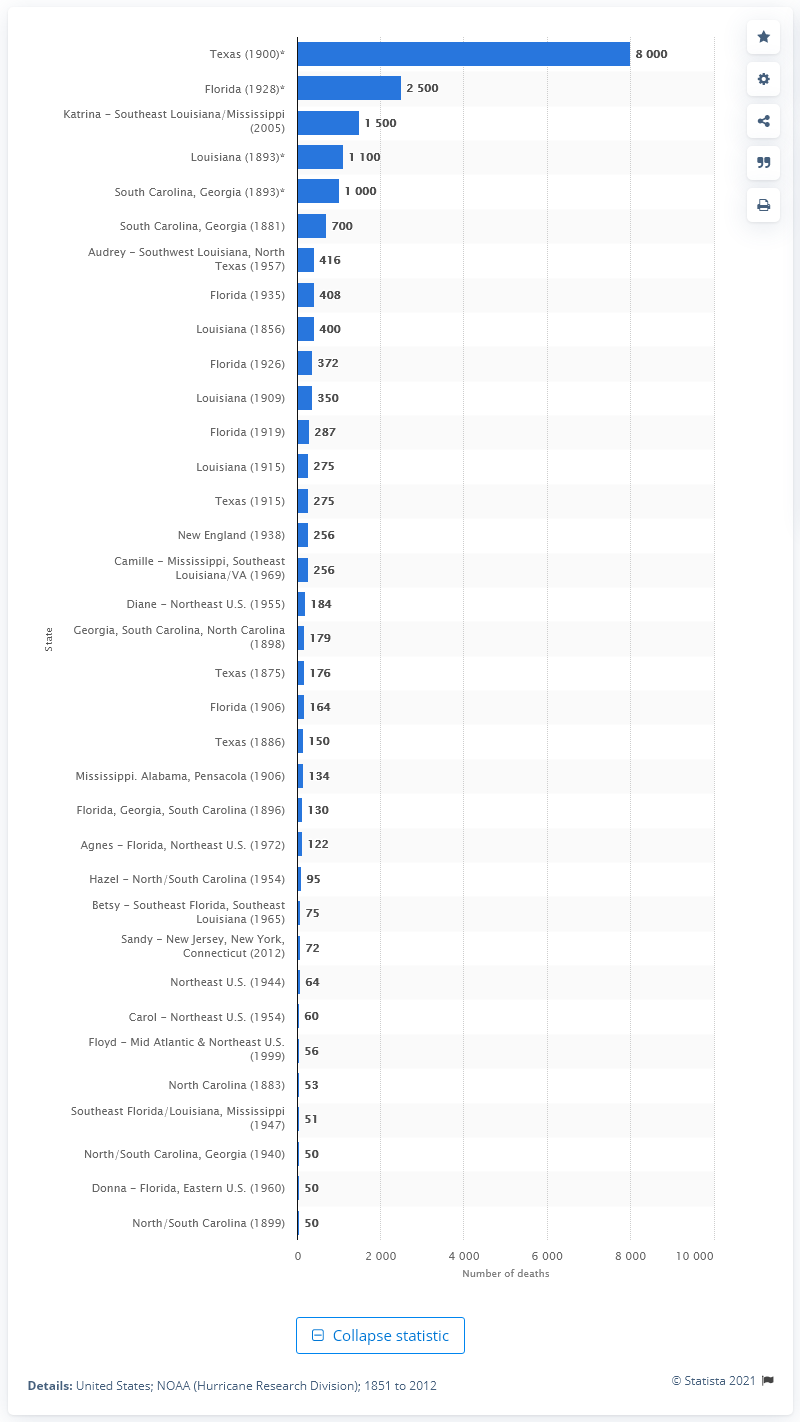 Texas (1900)* 8 000
Florida (1928)* 2 500
Katrina - Southeast Louisiana/Mississippi
(2005) 1 500
Louisiana (1893)* 1 100
South Carolina, Georgia (1893)* 1 000
South Carolina, Georgia (1881) 700
Audrey - Southwest Louisiana, North
Texas (1957) 416
Florida (1935) 408
Louisiana (1856) 400
Florida (1926) 372
Louisiana (1909) 350
Florida (1919) 287
Louisiana (1915) 275
Texas (1915) 275
New England (1938) 256
Camille - Mississippi, Southeast
Louisiana/VA (1969) 256
Diane - Northeast U.S. (1955) 184
Georgia, South Carolina, North Carolina
(1898) 179
Texas (1875) 176
Florida (1906) 164
Texas (1886) 150
Mississippi. Alabama, Pensacola (1906) 134
Florida, Georgia, South Carolina (1896) 130
Agnes - Florida, Northeast U.S. (1972) 122
Hazel - North/South Carolina (1954) 95
Betsy - Southeast Florida, Southeast
Louisiana (1965) 75
Sandy - New Jersey, New York,
Connecticut (2012) 72
Northeast U.S. (1944) 64
Carol - Northeast U.S. (1954) 60
Floyd - Mid Atlantic & Northeast U.S.
(1999) 56
North Carolina (1883) 53
Southeast Florida/Louisiana, Mississippi
(1947) 51
North/South Carolina, Georgia (1940) 50
Donna - Florida, Eastern U.S. (1960) 50
North/South Carolina (1899) 50
State
0 2 000 4 000 6 000 8 000 10 000
Number of deaths
Collapse statistic
Details: United States; NOAA (Hurricane Research Division); 1851 to 2012
© Statista 2021